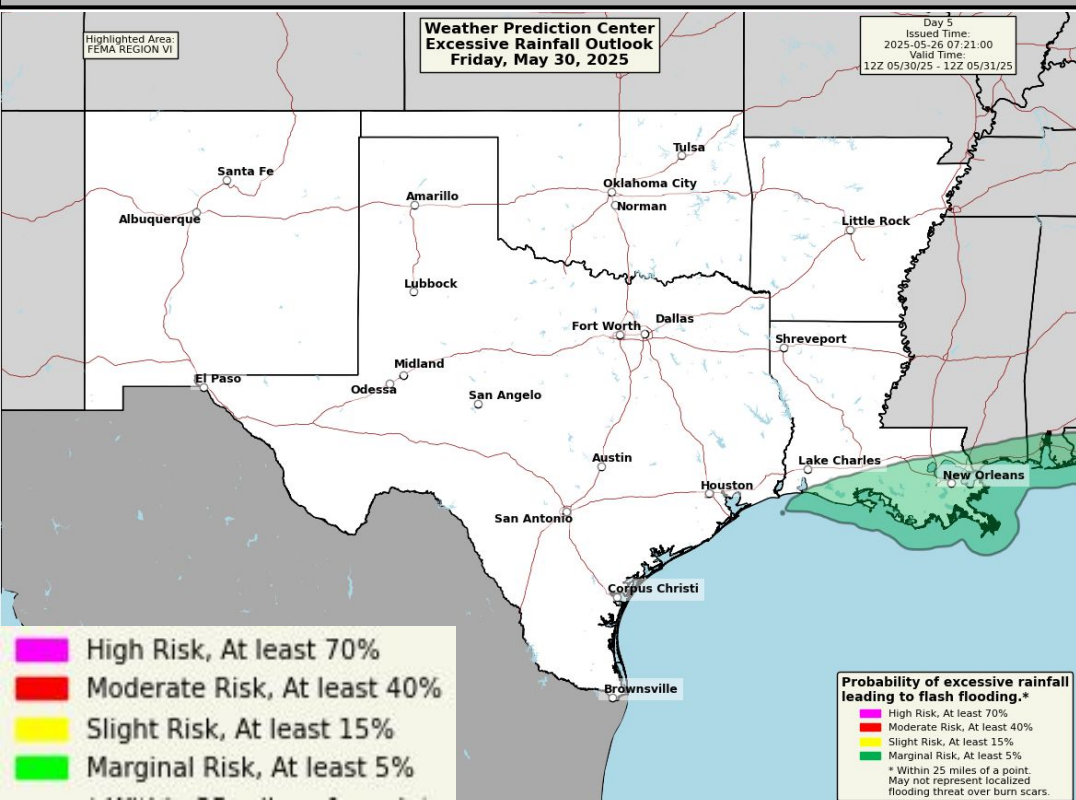 Highlighted Area:
FEMA REGION VI
Weather Prediction Center
Excessive Rainfall Outlook
Friday, May 30, 2025
Day 5
Issued Time:
2025-05-26 07:21:00
Valid Time:
12Z 05/30/25 - 12Z 05/31/25
Tulsa
Santa Fe
Oklahoma City
Amarillo
Norman
Albuquerque
Little Rock
Lubbock
Dallas
Fort Worth
Shreveport
Midland
El Paso
Odessa
San Angelo
Austin
Lake Charles
New Orleans
Houston
San Antonio
Corpus Christi
Brownsville
High Risk, At least 70%
Moderate Risk, At least 40%
Slight Risk, At least 15%
Marginal Risk, At least 5%
Probability of excessive rainfall
leading to flash flooding.*
High Risk, At least 70%
Moderate Risk, At least 40%
Slight Risk, At least 15%
Marginal Risk, At least 5%
* Within 25 miles of a point.
May not represent localized
flooding threat over burn scars.